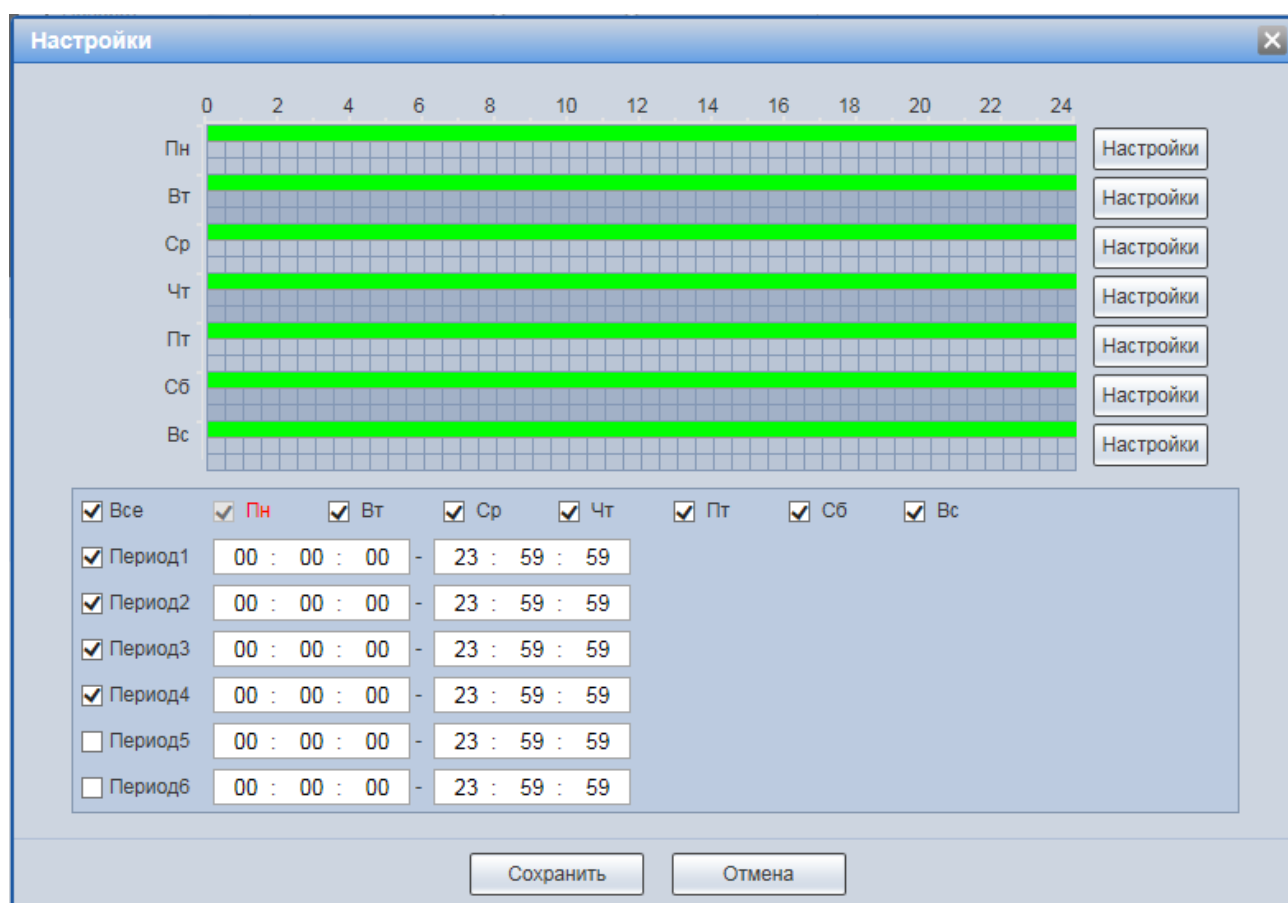 Настройки
0 2 4 6 8 10 12 14 16 18 20 22 24
Пн Настройки
Вт Настройки
Ср Настройки
Чт Настройки
Пт Настройки
Сб Настройки
Вс Настройки
Все Пн Вт Ср Чт Пт Сб Вс
Период1 00 : 00 : 00 - 23 : 59 : 59
Период2 00 : 00 : 00 - 23 : 59 : 59
Период3 00 : 00 : 00 - 23 : 59 : 59
Период4 00 : 00 : 00 - 23 : 59 : 59
Период5 00 : 00 : 00 - 23 : 59 : 59
Период6 00 : 00 : 00 - 23 : 59 : 59
Сохранить Отмена